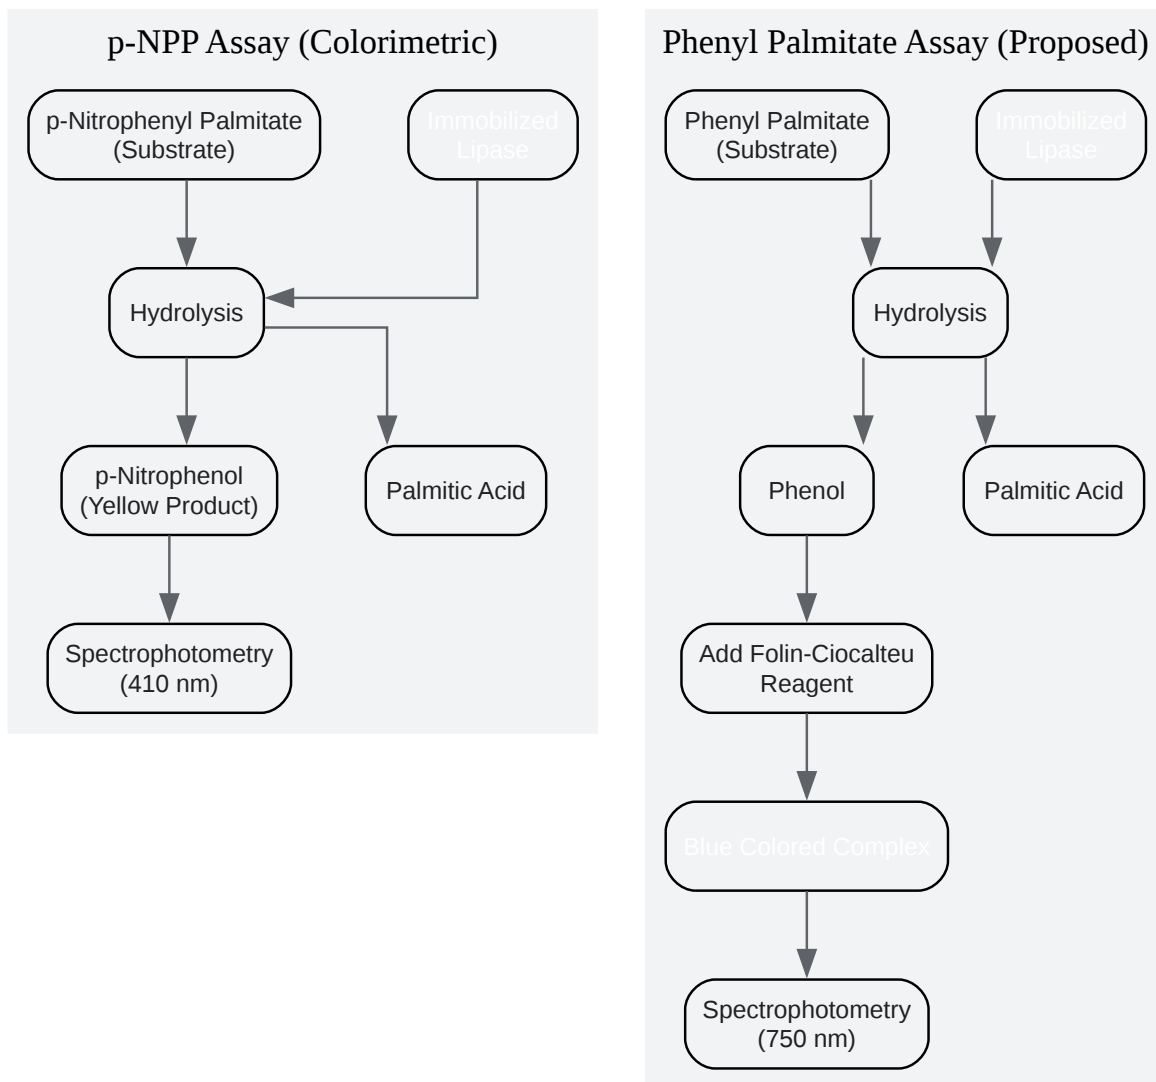 p-NPP Assay (Colorimetric)
p-Nitrophenyl Palmitate
(Substrate)
Immobilized
Lipase
Hydrolysis
p-Nitrophenol
(Yellow Product)
Palmitic Acid
Spectrophotometry
(410 nm)
Phenyl Palmitate Assay (Proposed)
Phenyl Palmitate
(Substrate)
Immobilized
Lipase
Hydrolysis
Phenol
Palmitic Acid
Add Folin-Ciocalteu
Reagent
Blue Colored Complex
Spectrophotometry
(750 nm)